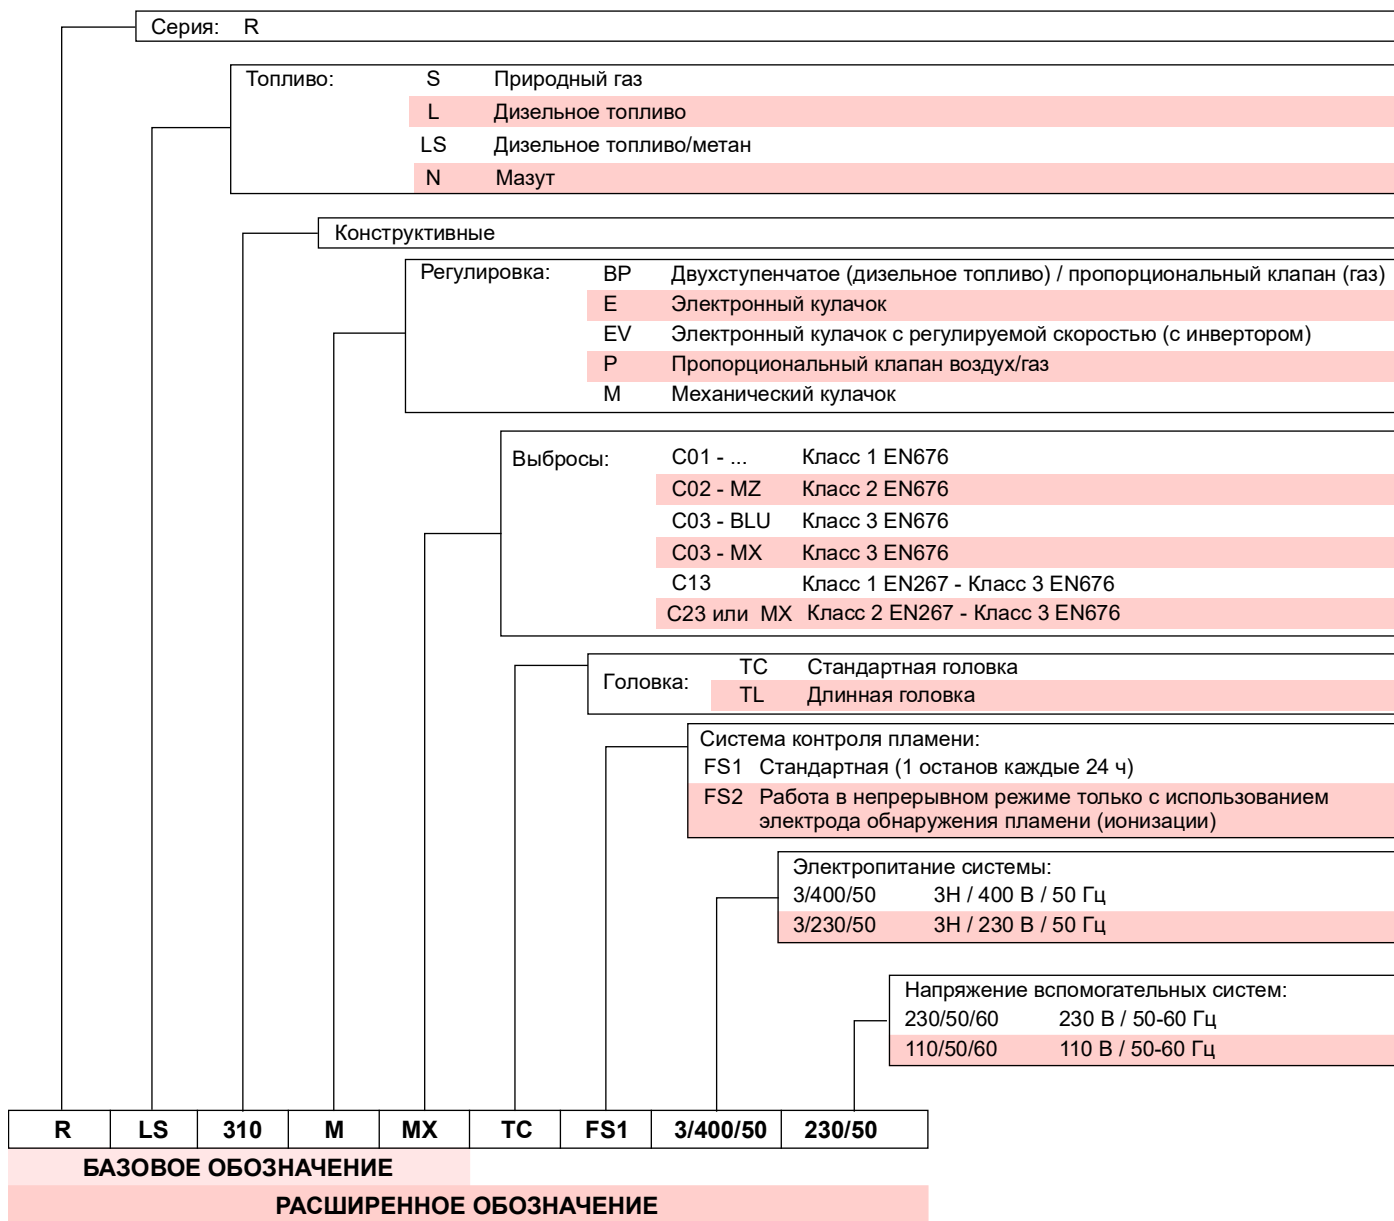 Серия: R
Топливо: S Природный газ
L Дизельное топливо
LS Дизельное топливо/метан
N Мазут
Конструктивные
Регулировка: BP Двухступенчатое (дизельное топливо) / пропорциональный клапан (газ)
E Электронный кулачок
EV Электронный кулачок с регулируемой скоростью (с инвертором)
P Пропорциональный клапан воздух/газ
M Механический кулачок
Выбросы: C01 - ... Класс 1 EN676
C02 - MZ Класс 2 EN676
C03 - BLU Класс 3 EN676
C03 - MX Класс 3 EN676
C13 Класс 1 EN267 - Класс 3 EN676
C23 или MX Класс 2 EN267 - Класс 3 EN676
Головка: TC Стандартная головка
TL Длинная головка
Система контроля пламени:
FS1 Стандартная (1 останов каждые 24 ч)
FS2 Работа в непрерывном режиме только с использованием
электрода обнаружения пламени (ионизации)
Электропитание системы:
3/400/50 3Н / 400 В / 50 Гц
3/230/50 3Н / 230 В / 50 Гц
Напряжение вспомогательных систем:
230/50/60 230 В / 50-60 Гц
110/50/60 110 В / 50-60 Гц
R LS 310 M MX TC FS1 3/400/50 230/50
БАЗОВОЕ ОБОЗНАЧЕНИЕ
РАСШИРЕННОЕ ОБОЗНАЧЕНИЕ